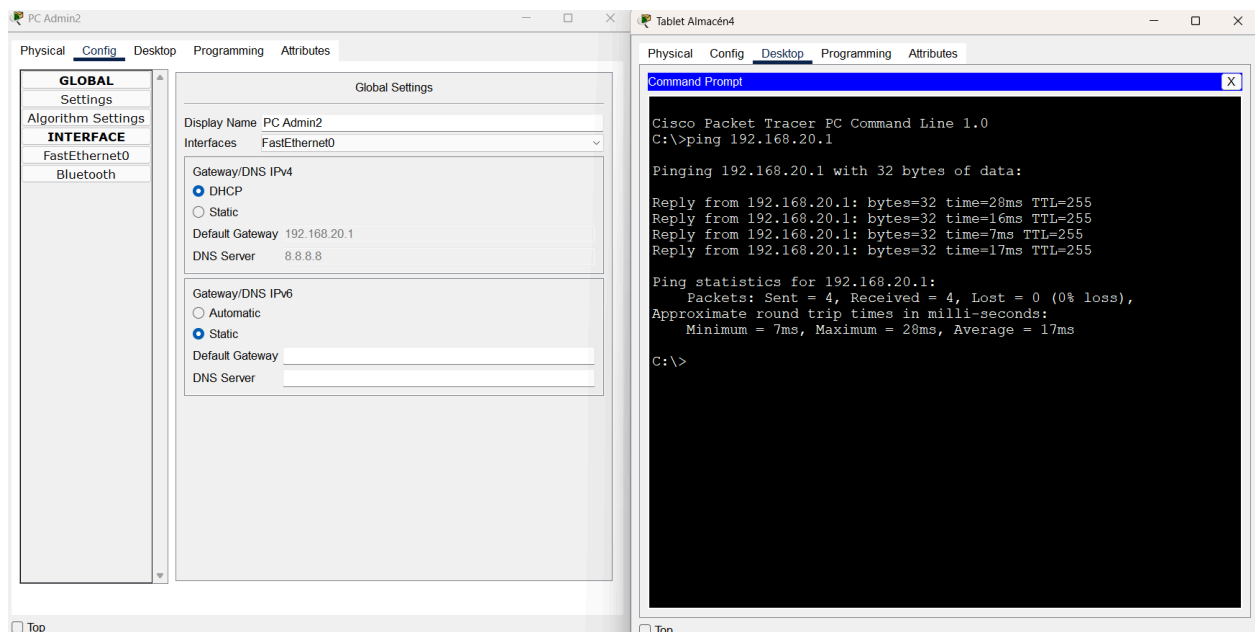 PC Admin2
Physical Config Desktop Programming Attributes
GLOBAL
Settings
Algorithm Settings
INTERFACE
FastEthernet0
Bluetooth
Global Settings
Display Name PC Admin2
Interfaces FastEthernet0
Gateway/DNS IPv4
DHCP
Static
Default Gateway 192.168.20.1
DNS Server 8.8.8.8
Gateway/DNS IPv6
Automatic
Static
Default Gateway
DNS Server
Top
Tablet Almacén4
Physical Config Desktop Programming Attributes
Command Prompt X
Cisco Packet Tracer PC Command Line 1.0
C:\>ping 192.168.20.1
Pinging 192.168.20.1 with 32 bytes of data:
Reply from 192.168.20.1: bytes=32 time=28ms TTL=255
Reply from 192.168.20.1: bytes=32 time=16ms TTL=255
Reply from 192.168.20.1: bytes=32 time=7ms TTL=255
Reply from 192.168.20.1: bytes=32 time=17ms TTL=255
Ping statistics for 192.168.20.1:
Packets: Sent = 4, Received = 4, Lost = 0 (0% loss),
Approximate round trip times in milli-seconds:
Minimum = 7ms, Maximum = 28ms, Average = 17ms
C:\>
Top